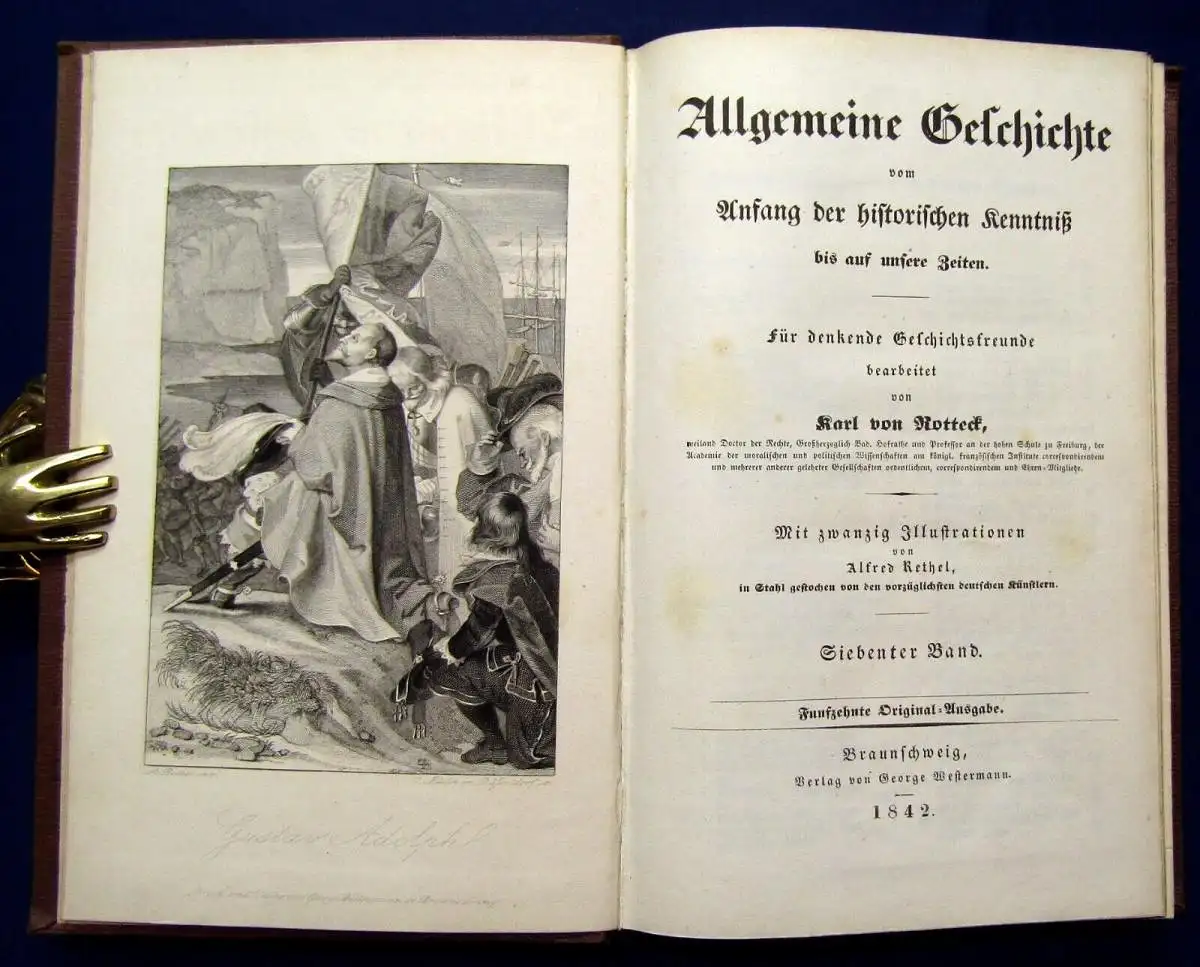 Gustav Adolph
Allgemeine Geschichte
vom
Anfang der historischen Kenntniß
bis auf unsere Zeiten.
Für denkende Geschichtsfreunde
bearbeitet
von
Karl von Rotteck,
weiland Doctor der Rechte, Großherzoglich Bad. Hofrathe und Professor an der hohen Schule zu Freiburg, der
Academie der moralischen und politischen Wissenschaften am königl. französischen Institute correspondirendem
und mehrerer anderer gelehrter Gesellschaften ordentlichem, correspondirendem und Ehren-Mitgliede.
Mit zwanzig Illustrationen
von
Alfred Rethel,
in Stahl gestochen von den vorzüglichsten deutschen Künstlern.
Siebenter Band.
Funfzehnte Original-Ausgabe.
Braunschweig,
Verlag von George Westermann.
1842.